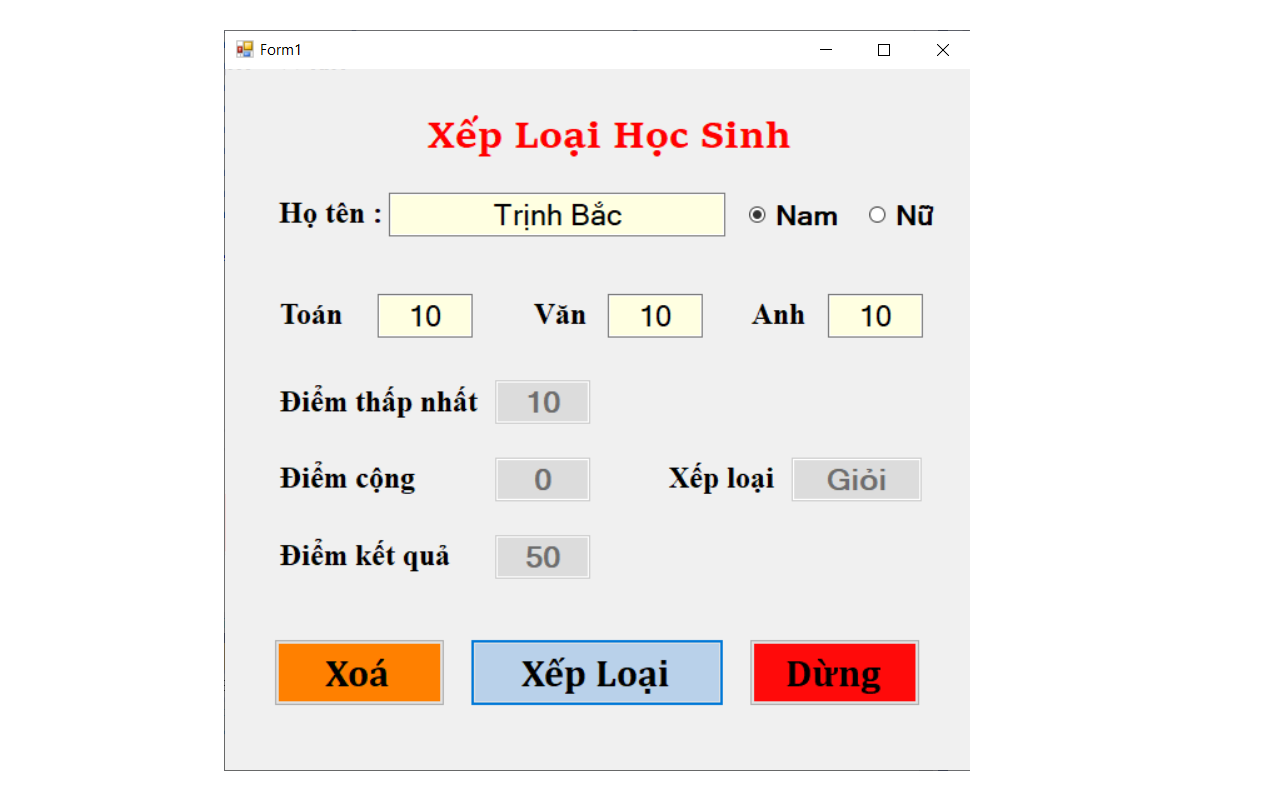 Form1
Xếp Loại Học Sinh
Họ tên : Trịnh Bắc Nam Nữ
Toán 10 Văn 10 Anh 10
Điểm thấp nhất 10
Điểm cộng 0 Xếp loại Giỏi
Điểm kết quả 50
Xoá Xếp Loại Dừng